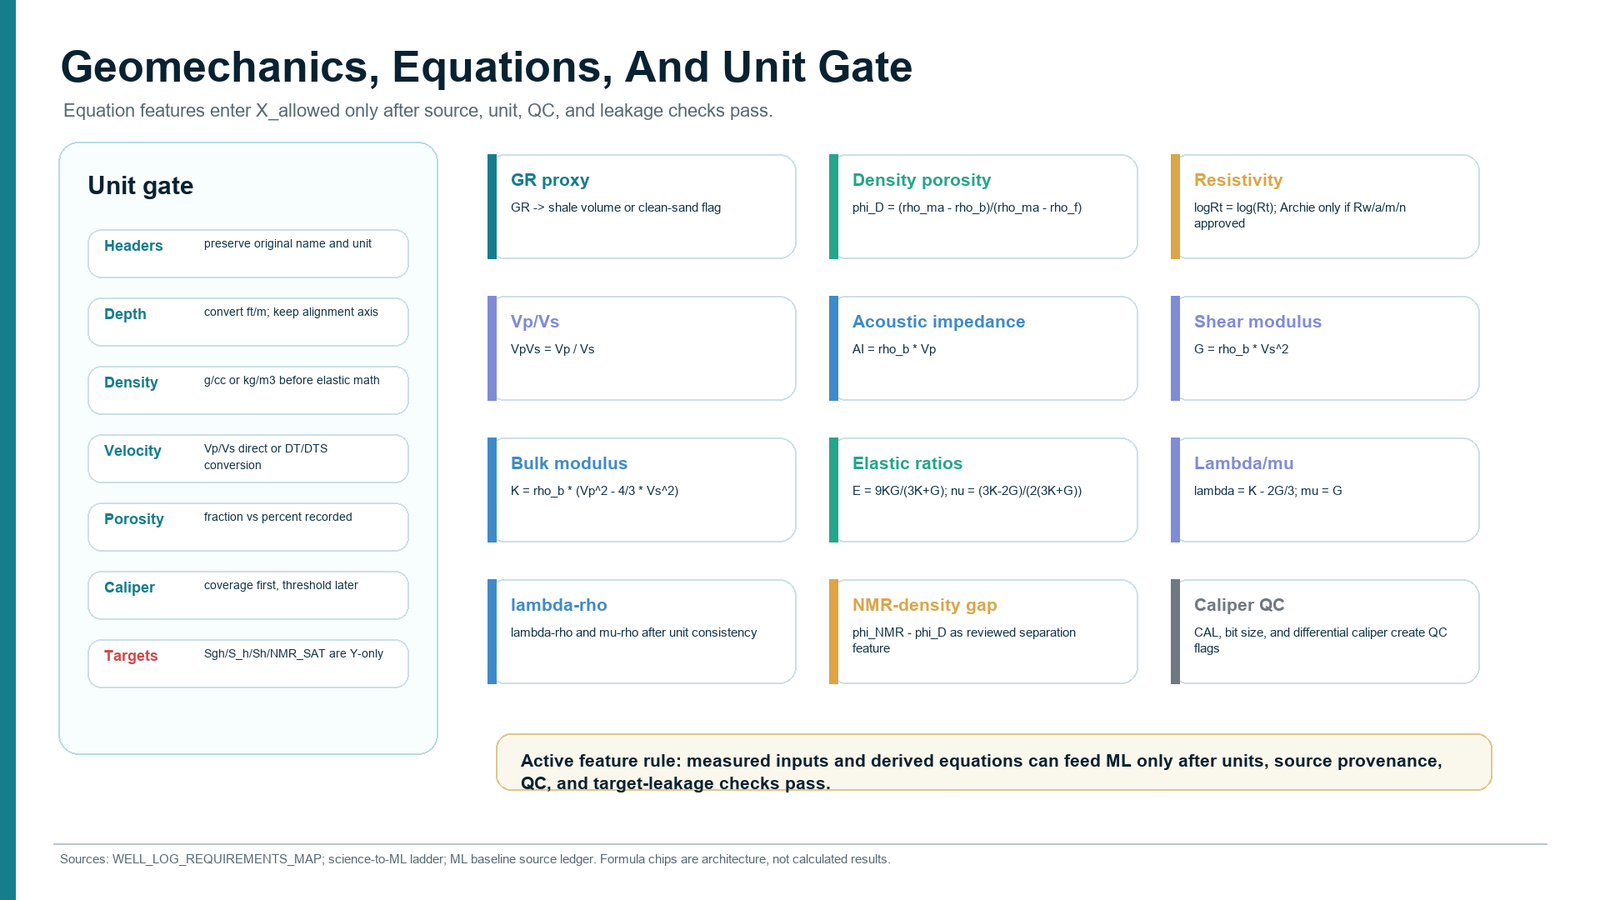 Geomechanics, Equations, And Unit Gate
Equation features enter X_allowed only after source, unit, QC, and leakage checks pass.
Unit gate
Headers
preserve original name and unit
Depth
convert ft/m; keep alignment axis
Density
g/cc or kg/m3 before elastic math
Velocity
Vp/Vs direct or DT/DTS
conversion
Porosity
fraction vs percent recorded
Caliper
coverage first, threshold later
Targets
Sgh/S_h/Sh/NMR_SAT are Y-only
GR proxy
GR -> shale volume or clean-sand flag
Density porosity
phi_D = (rho_ma - rho_b)/(rho_ma - rho_f)
Resistivity
logRt = log(Rt); Archie only if Rw/a/m/n
approved
Vp/Vs
VpVs = Vp / Vs
Acoustic impedance
AI = rho_b * Vp
Shear modulus
G = rho_b * Vs^2
Bulk modulus
K = rho_b * (Vp^2 - 4/3 * Vs^2)
Elastic ratios
E = 9KG/(3K+G); nu = (3K-2G)/(2(3K+G))
Lambda/mu
lambda = K - 2G/3; mu = G
lambda-rho
lambda-rho and mu-rho after unit consistency
NMR-density gap
phi_NMR - phi_D as reviewed separation
feature
Caliper QC
CAL, bit size, and differential caliper create QC
flags
Active feature rule: measured inputs and derived equations can feed ML only after units, source provenance,
QC, and target-leakage checks pass.
Sources: WELL_LOG_REQUIREMENTS_MAP; science-to-ML ladder; ML baseline source ledger. Formula chips are architecture, not calculated results.